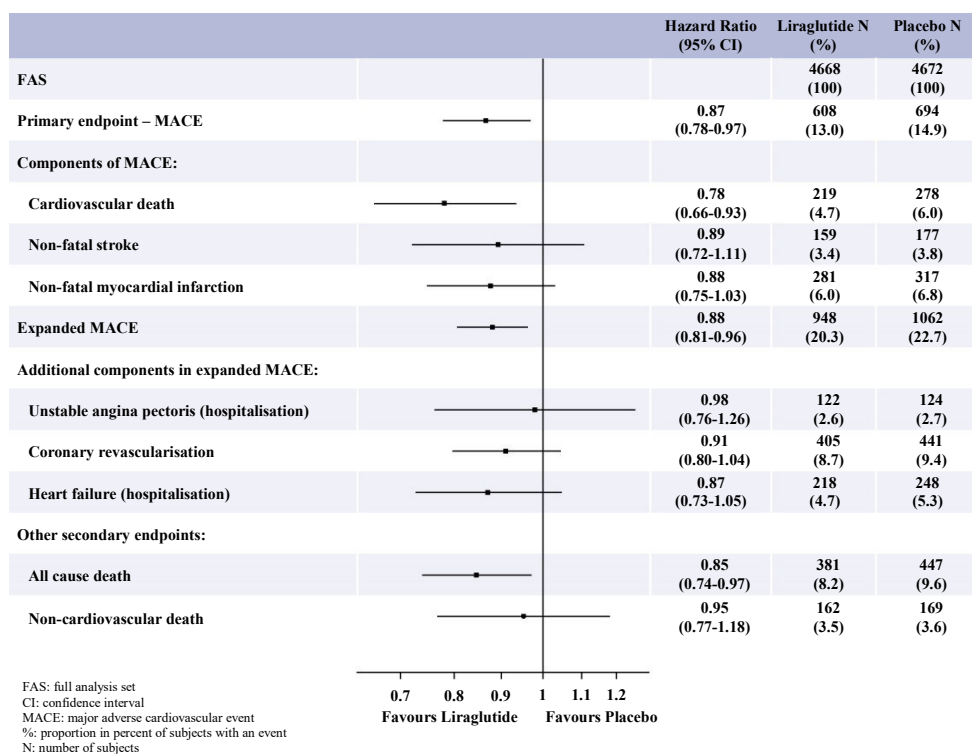 Hazard Ratio Liraglutide N Placebo N
(95% CI) (%) (%)
FAS 4668 4672
(100) (100)
Primary endpoint – MACE 0.87 608 694
(0.78-0.97) (13.0) (14.9)
Components of MACE:
Cardiovascular death 0.78 219 278
(0.66-0.93) (4.7) (6.0)
Non-fatal stroke 0.89 159 177
(0.72-1.11) (3.4) (3.8)
Non-fatal myocardial infarction 0.88 281 317
(0.75-1.03) (6.0) (6.8)
Expanded MACE 0.88 948 1062
(0.81-0.96) (20.3) (22.7)
Additional components in expanded MACE:
Unstable angina pectoris (hospitalisation) 0.98 122 124
(0.76-1.26) (2.6) (2.7)
Coronary revascularisation 0.91 405 441
(0.80-1.04) (8.7) (9.4)
Heart failure (hospitalisation) 0.87 218 248
(0.73-1.05) (4.7) (5.3)
Other secondary endpoints:
All cause death 0.85 381 447
(0.74-0.97) (8.2) (9.6)
Non-cardiovascular death 0.95 162 169
(0.77-1.18) (3.5) (3.6)
0.7 0.8 0.9 1 1.1 1.2
Favours Liraglutide Favours Placebo
FAS: full analysis set
CI: confidence interval
MACE: major adverse cardiovascular event
%: proportion in percent of subjects with an event
N: number of subjects